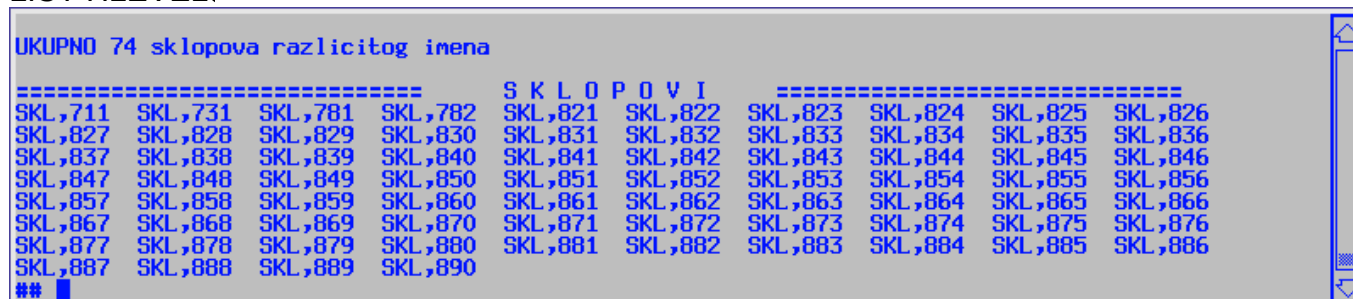 UKUPNO 74 sklopova razlicitog imena
============================== S K L O P O V I ==============================
SKL,711 SKL,731 SKL,781 SKL,782 SKL,821 SKL,822 SKL,823 SKL,824 SKL,825 SKL,826
SKL,827 SKL,828 SKL,829 SKL,830 SKL,831 SKL,832 SKL,833 SKL,834 SKL,835 SKL,836
SKL,837 SKL,838 SKL,839 SKL,840 SKL,841 SKL,842 SKL,843 SKL,844 SKL,845 SKL,846
SKL,847 SKL,848 SKL,849 SKL,850 SKL,851 SKL,852 SKL,853 SKL,854 SKL,855 SKL,856
SKL,857 SKL,858 SKL,859 SKL,860 SKL,861 SKL,862 SKL,863 SKL,864 SKL,865 SKL,866
SKL,867 SKL,868 SKL,869 SKL,870 SKL,871 SKL,872 SKL,873 SKL,874 SKL,875 SKL,876
SKL,877 SKL,878 SKL,879 SKL,880 SKL,881 SKL,882 SKL,883 SKL,884 SKL,885 SKL,886
SKL,887 SKL,888 SKL,889 SKL,890
##